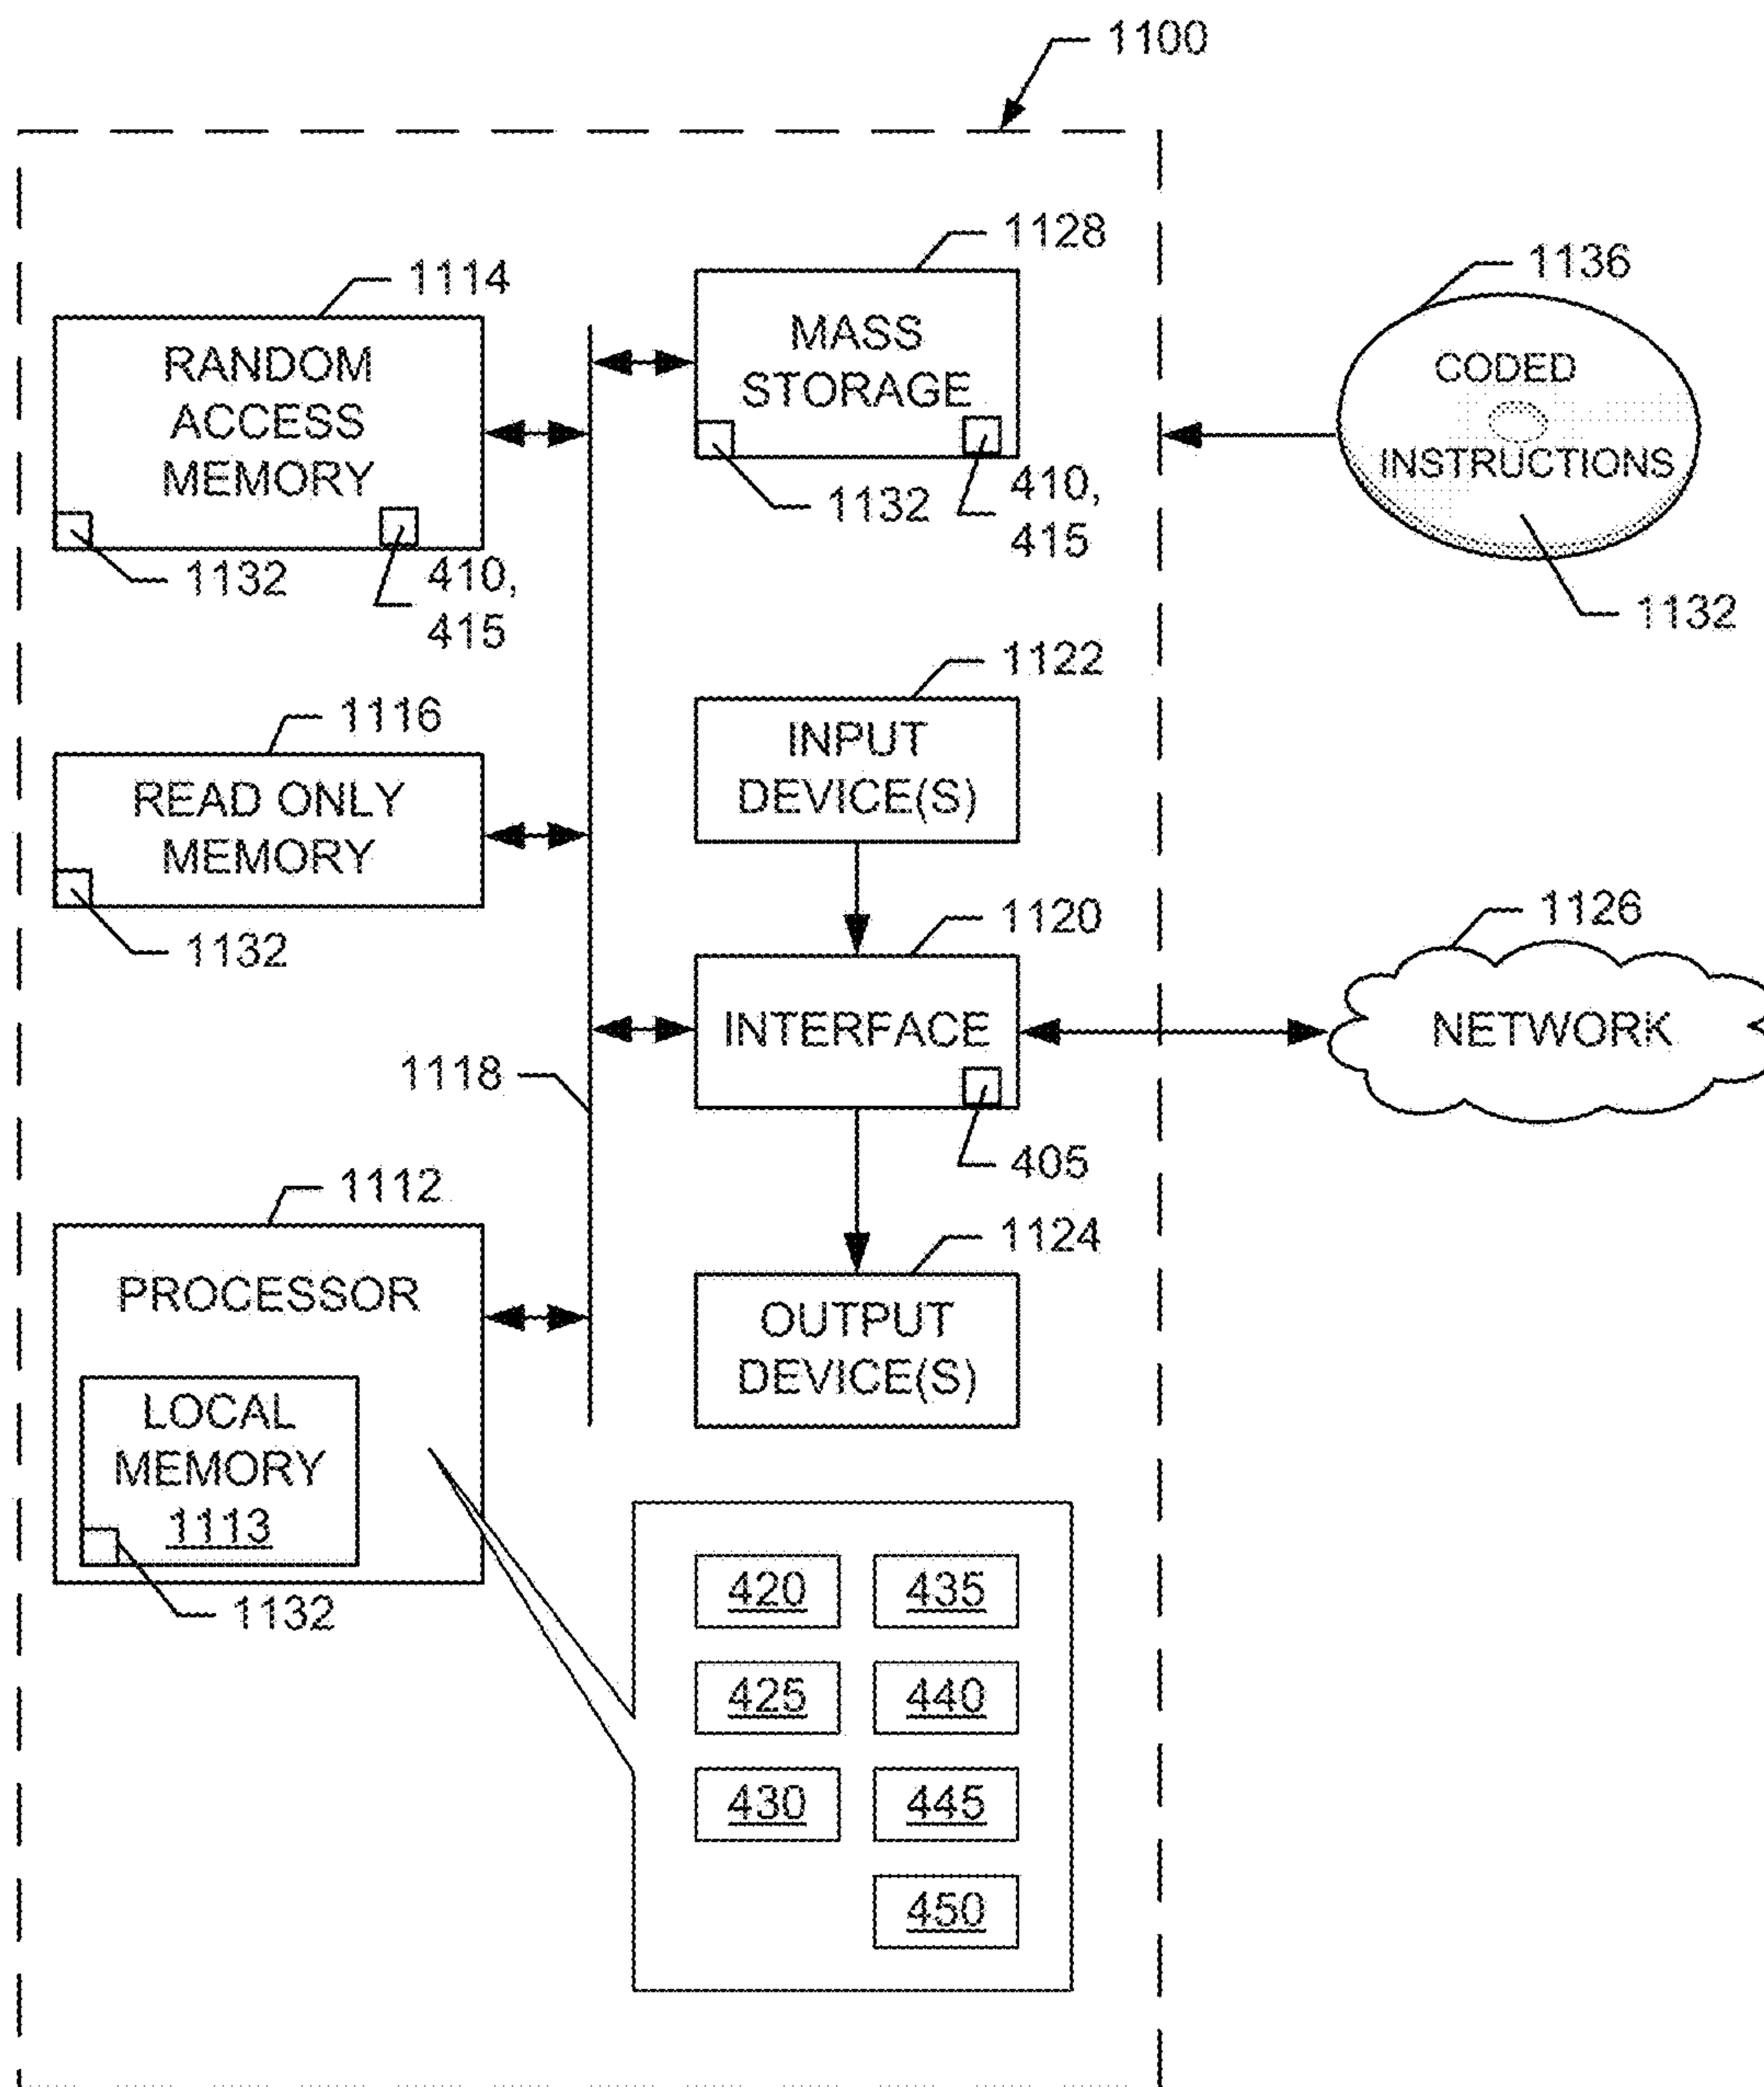 1100
1128
1114
1136
RANDOM
ACCESS
MEMORY
MASS
STORAGE
CODED
INSTRUCTIONS
1132
410,
415
1132
410,
415
1132
1122
1116
INPUT
DEVICE(S)
READ ONLY
MEMORY
1132
1120
1126
INTERFACE
NETWORK
1118
405
1112
1124
PROCESSOR
OUTPUT
DEVICE(S)
LOCAL
MEMORY
1113
1132
420
435
425
440
430
445
450